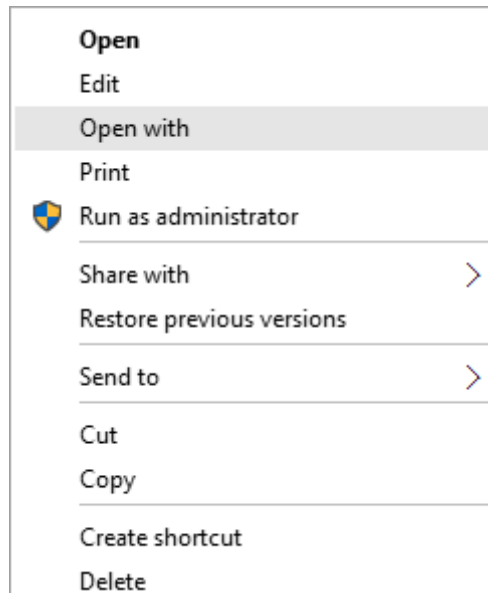 Open
Edit
Open with
Print
Run as administrator
Share with
Restore previous versions
Send to
Cut
Copy
Create shortcut
Delete